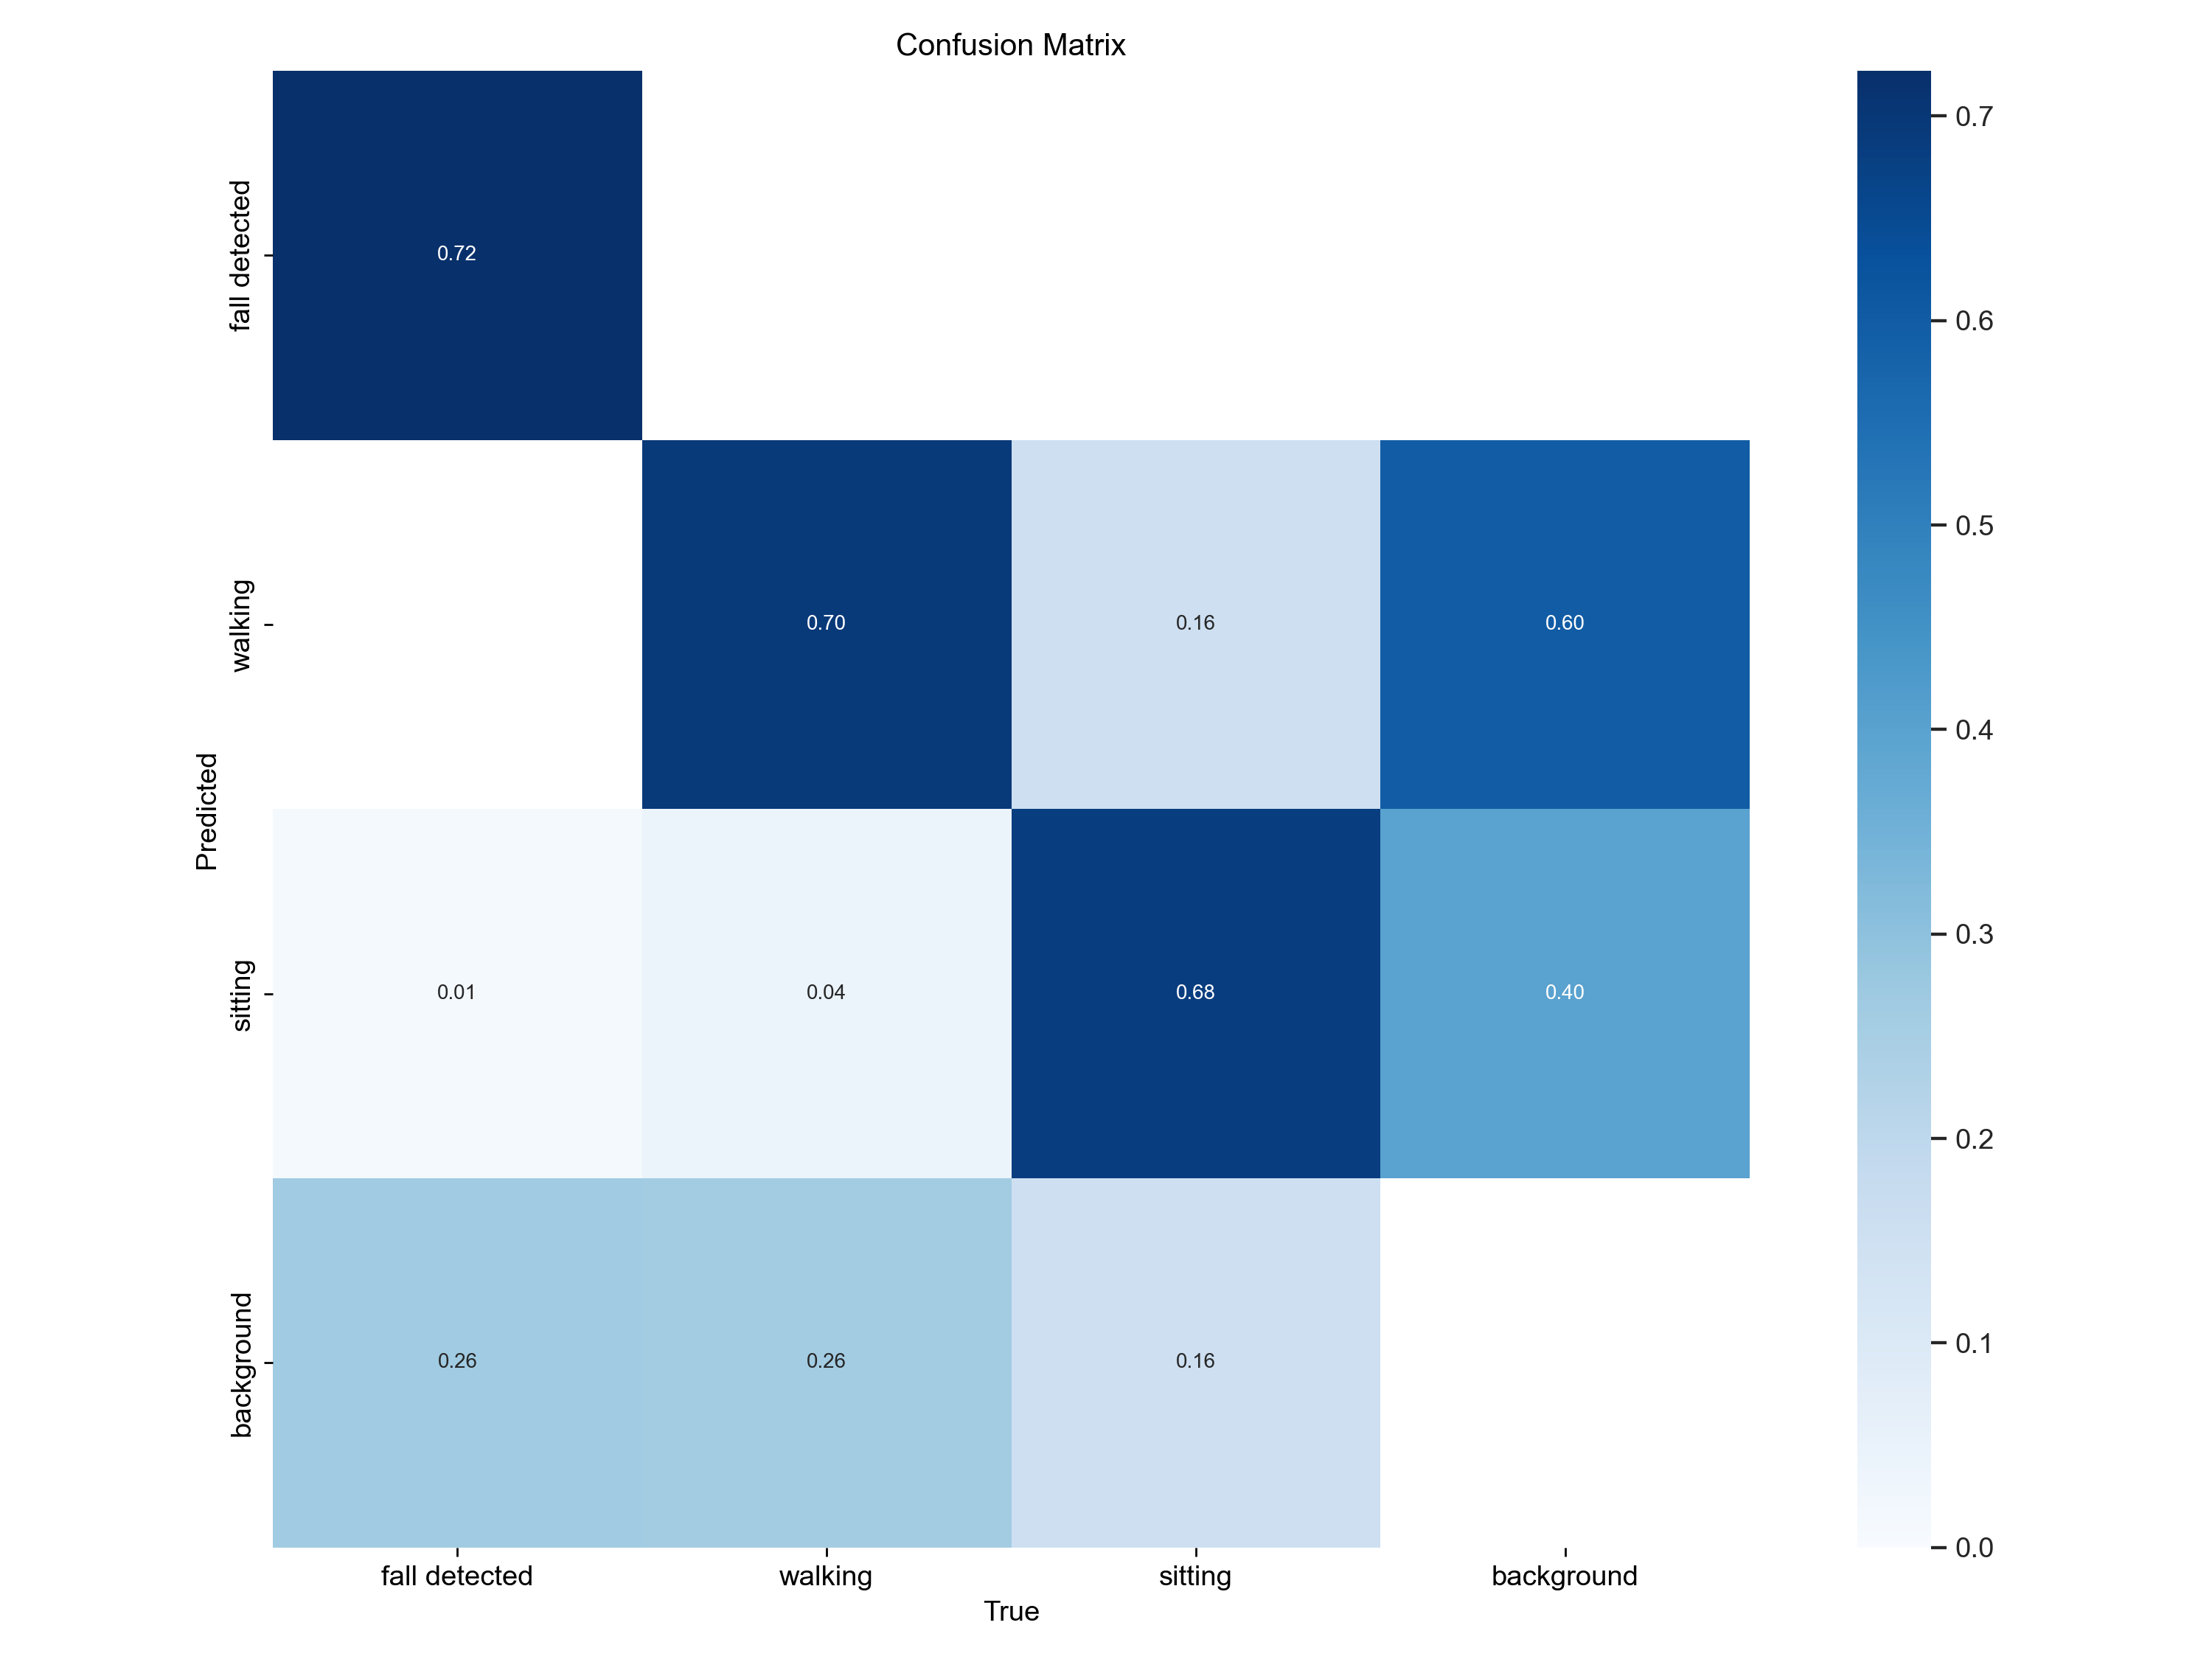 Confusion Matrix
fall detected
walking
sitting
background
Predicted
0.72
0.70
0.16
0.60
0.01
0.04
0.68
0.40
0.26
0.26
0.16
fall detected
walking
sitting
background
True
0.7
0.6
0.5
0.4
0.3
0.2
0.1
0.0